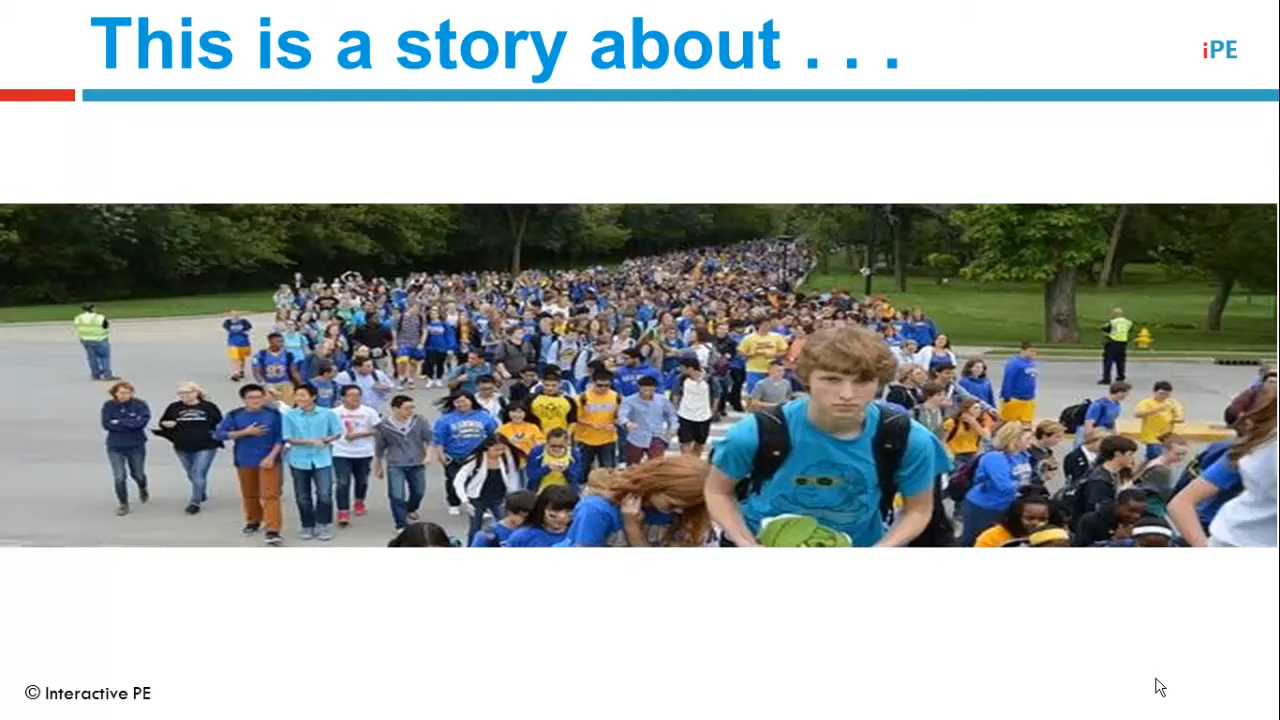 This is a story about . . .
iPE
© Interactive PE